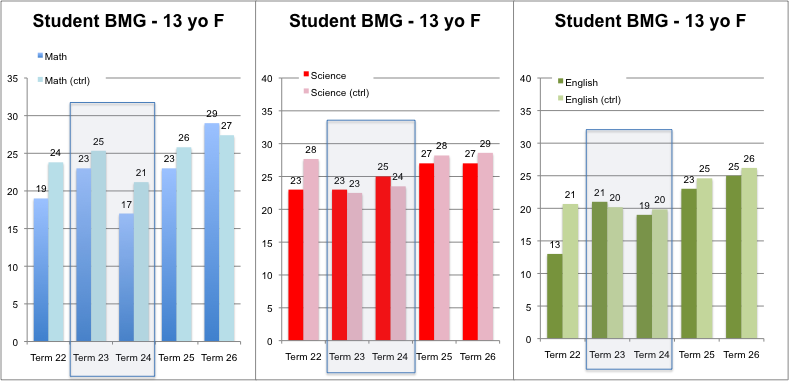 Student BMG - 13 yo F
Math
Math (ctrl)
35
30
25
20
15
10
5
0
19
24
23
25
17
21
23
26
29
27
Term 22
Term 23
Term 24
Term 25
Term 26
Student BMG - 13 yo F
Science
Science (ctrl)
40
35
30
25
20
15
10
5
0
23
28
23
23
25
24
27
28
27
29
Term 22
Term 23
Term 24
Term 25
Term 26
Student BMG - 13 yo F
English
English (ctrl)
40
35
30
25
20
15
10
5
0
13
21
21
20
19
20
23
25
25
26
Term 22
Term 23
Term 24
Term 25
Term 26